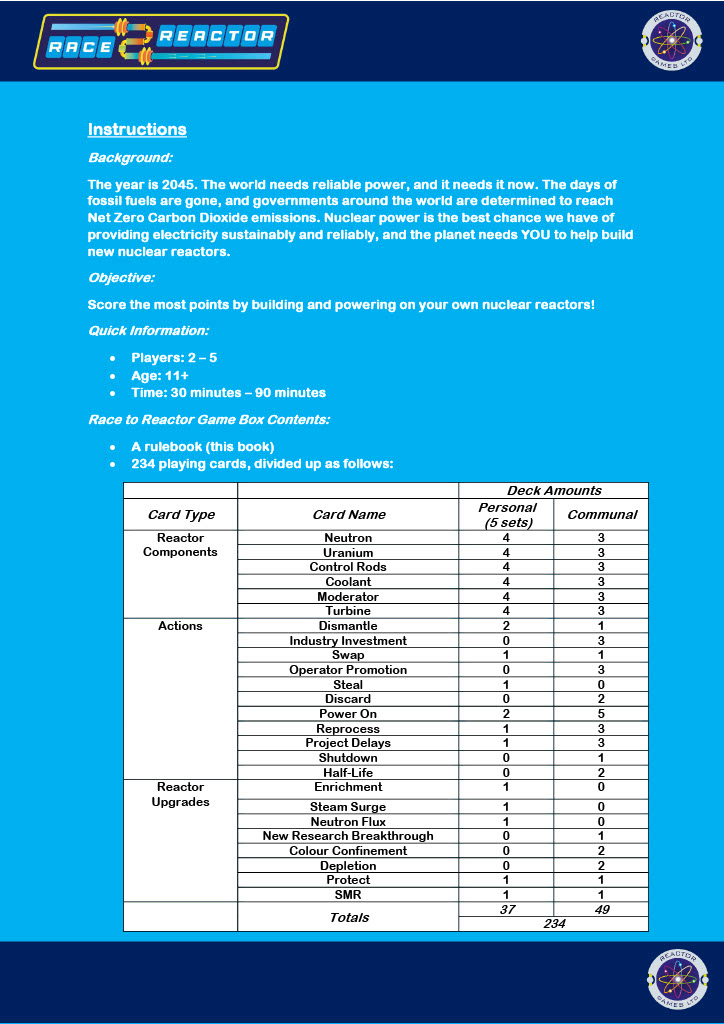 RACE 2 REACTOR
REACTOR
GAMES LTD
Instructions
Background:
The year is 2045. The world needs reliable power, and it needs it now. The days of
fossil fuels are gone, and governments around the world are determined to reach
Net Zero Carbon Dioxide emissions. Nuclear power is the best chance we have of
providing electricity sustainably and reliably, and the planet needs YOU to help build
new nuclear reactors.
Objective:
Score the most points by building and powering on your own nuclear reactors!
Quick Information:
• Players: 2 – 5
• Age: 11+
• Time: 30 minutes – 90 minutes
Race to Reactor Game Box Contents:
• A rulebook (this book)
• 234 playing cards, divided up as follows:
Deck Amounts
Card Type Card Name Personal (5 sets) Communal
Reactor Components Neutron 4 3
Uranium 4 3
Control Rods 4 3
Coolant 4 3
Moderator 4 3
Turbine 4 3
Actions Dismantle 2 1
Industry Investment 0 3
Swap 1 1
Operator Promotion 0 3
Steal 1 0
Discard 0 2
Power On 2 5
Reprocess 1 3
Project Delays 1 3
Shutdown 0 1
Half-Life 0 2
Reactor Upgrades Enrichment 1 0
Steam Surge 1 0
Neutron Flux 1 0
New Research Breakthrough 0 1
Colour Confinement 0 2
Depletion 0 2
Protect 1 1
SMR 1 1
Totals 37 49
234
REACTOR
GAMES LTD